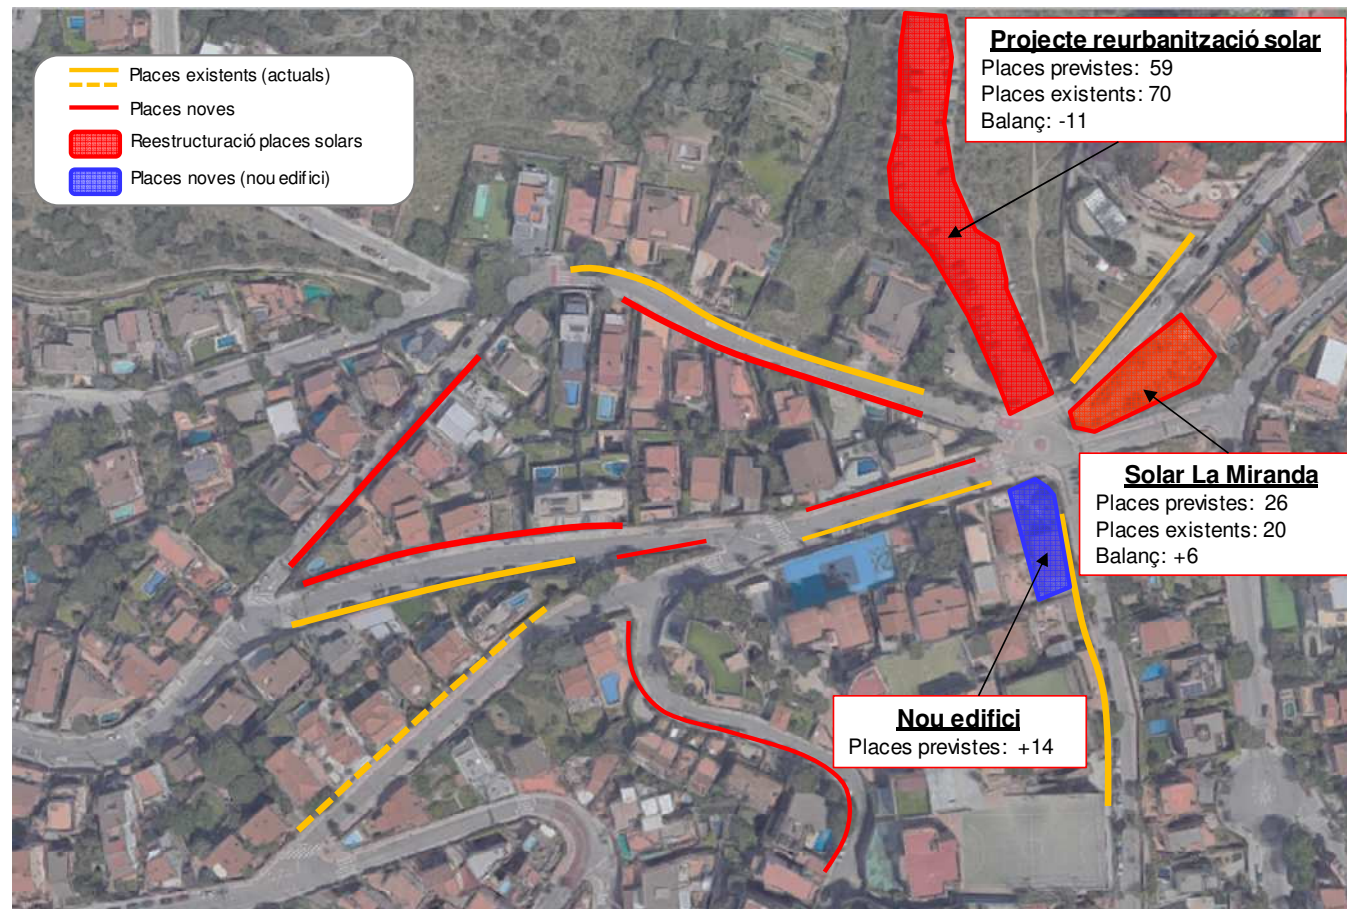 Places existents (actuals)
Places noves
Reestructuració places solars
Places noves (nou edifici)
Projecte reurbanització solar
Places previstes: 59
Places existents: 70
Balanç: -11
Solar La Miranda
Places previstes: 26
Places existents: 20
Balanç: +6
Nou edifici
Places previstes: +14